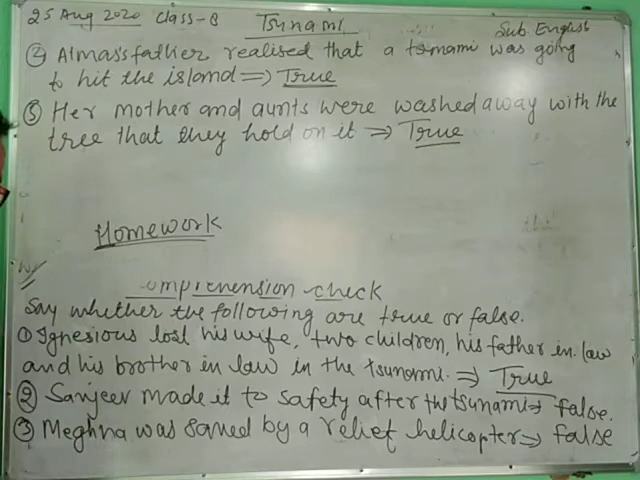 25 Aug 2020 Class-8 Tsunami Sub. English
④ Almas's father realised that a tsnami was going
to hit the island ⇒ True
⑤ Her mother and aunts were washed away with the
tree that they hold on it ⇒ True
Homework
omprehension check
Say whether the following are true or false.
① Ignesious lost his wife, two children, his father in law
and his brother in law in the tsunami. ⇒ True
② Sanjeev made it to safety after the tsunami → false.
③ Meghna was saved by a relief helicopter → false